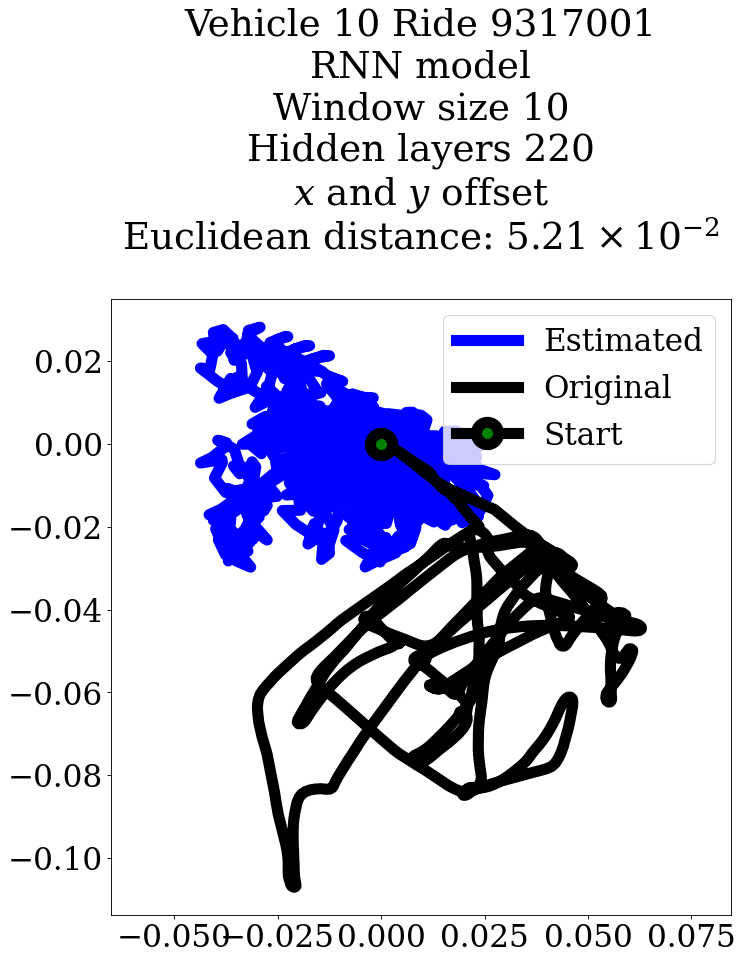 Vehicle 10 Ride 9317001
RNN model
Window size 10
Hidden layers 220
x and y offset
Euclidean distance: 5.21 × 10⁻²
Estimated
Original
Start
0.02
0.00
−0.02
−0.04
−0.06
−0.08
−0.10
−0.050 −0.025 0.000 0.025 0.050 0.075